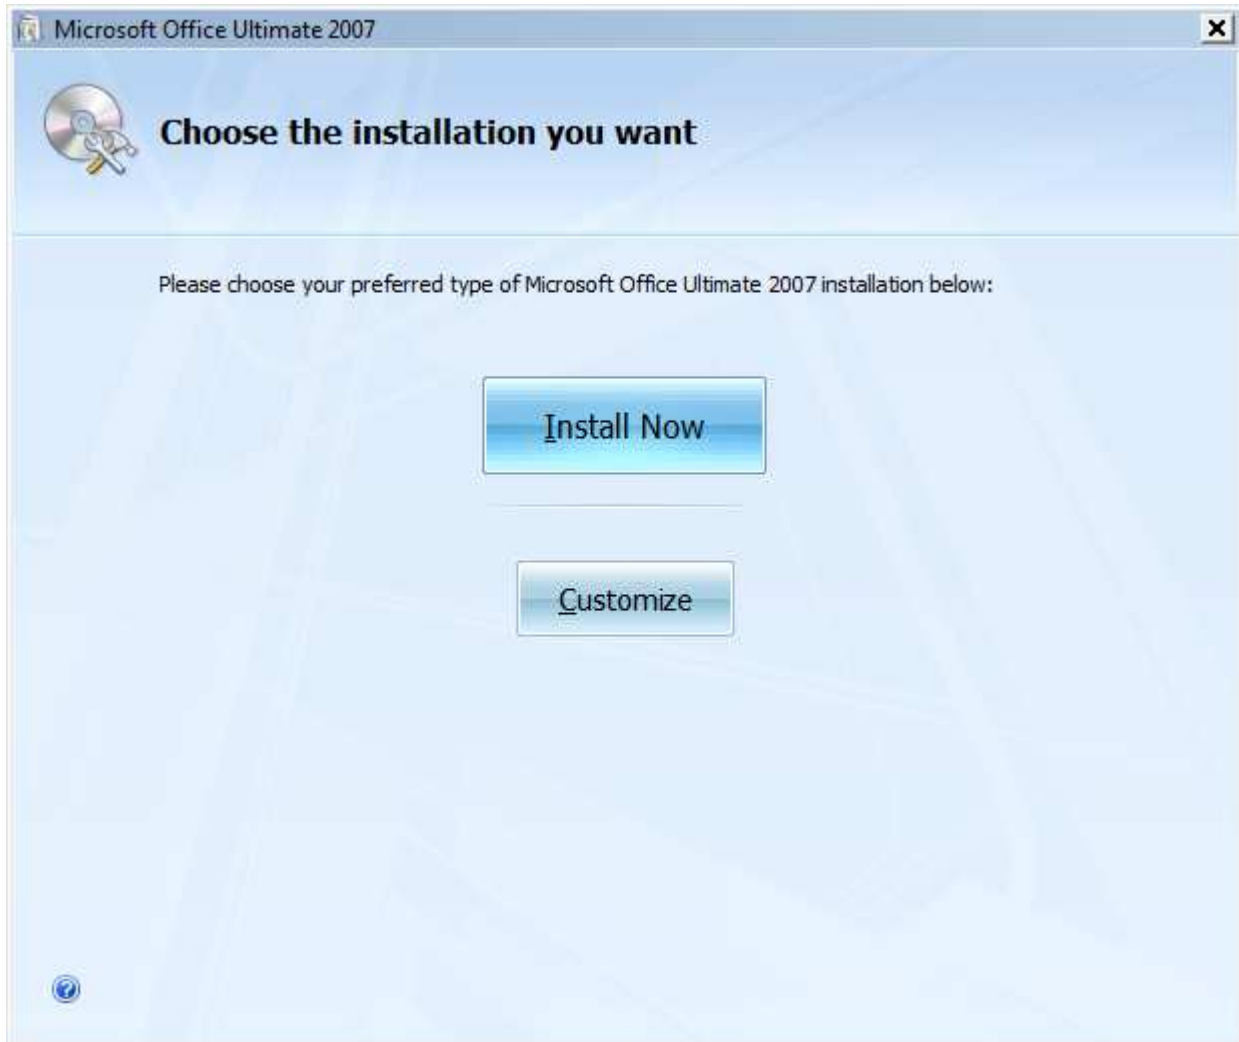 Microsoft Office Ultimate 2007
Choose the installation you want
Please choose your preferred type of Microsoft Office Ultimate 2007 installation below:
Install Now
Customize